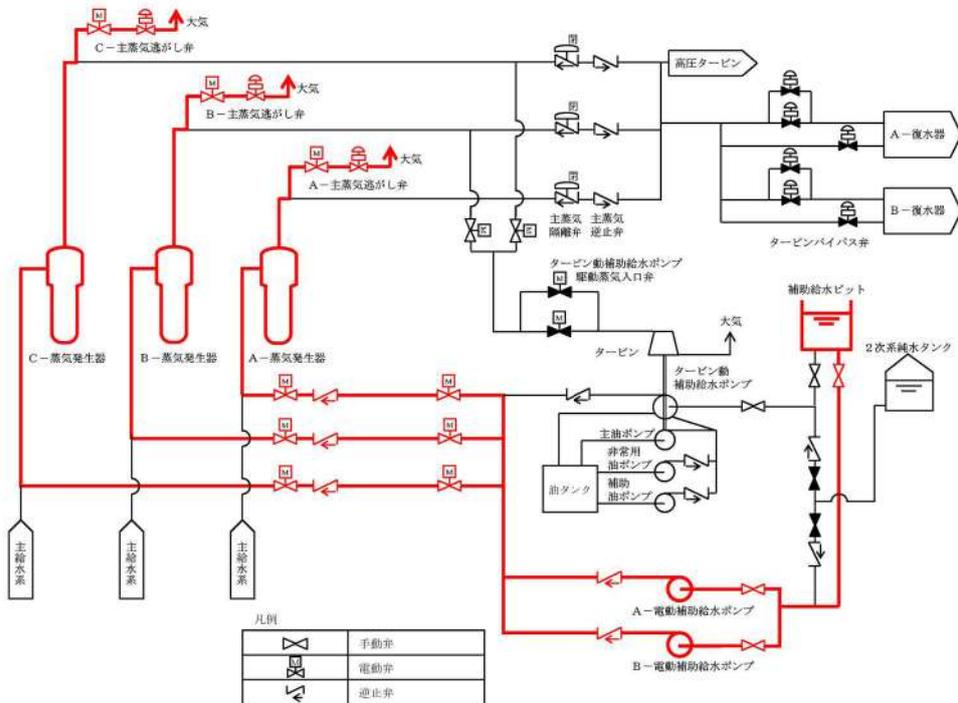 M
大気
C-主蒸気逃がし弁
M
大気
B-主蒸気逃がし弁
M
大気
A-主蒸気逃がし弁
閉
閉
閉
高圧タービン
主蒸気
隔離弁
主蒸気
逆止弁
A-復水器
B-復水器
タービンバイパス弁
タービン動補助給水ポンプ
駆動蒸気入口弁
M
M
タービン
大気
補助給水ピット
2次系純水タンク
C-蒸気発生器
B-蒸気発生器
A-蒸気発生器
タービン動
補助給水ポンプ
M
M
M
M
M
M
主油ポンプ
非常用
油ポンプ
補助
油ポンプ
油タンク
主給水系
主給水系
主給水系
A-電動補助給水ポンプ
B-電動補助給水ポンプ
凡例
手動弁
M
電動弁
逆止弁